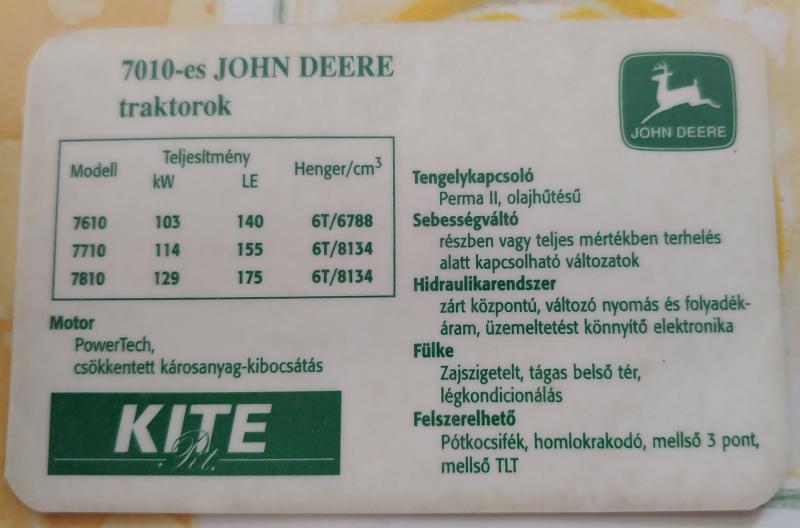 7010-es JOHN DEERE
traktorok
JOHN DEERE
Modell Teljesítmény Henger/cm³
kW LE
7610 103 140 6T/6788
7710 114 155 6T/8134
7810 129 175 6T/8134
Motor
PowerTech,
csökkentett károsanyag-kibocsátás
KITE
Rt.
Tengelykapcsoló
Perma II, olajhűtésű
Sebességváltó
részben vagy teljes mértékben terhelés
alatt kapcsolható változatok
Hidraulikarendszer
zárt központú, változó nyomás és folyadék-
áram, üzemeltetést könnyítő elektronika
Fülke
Zajszigetelt, tágas belső tér,
légkondicionálás
Felszerelhető
Pótkocsifék, homlokrakodó, mellső 3 pont,
mellső TLT